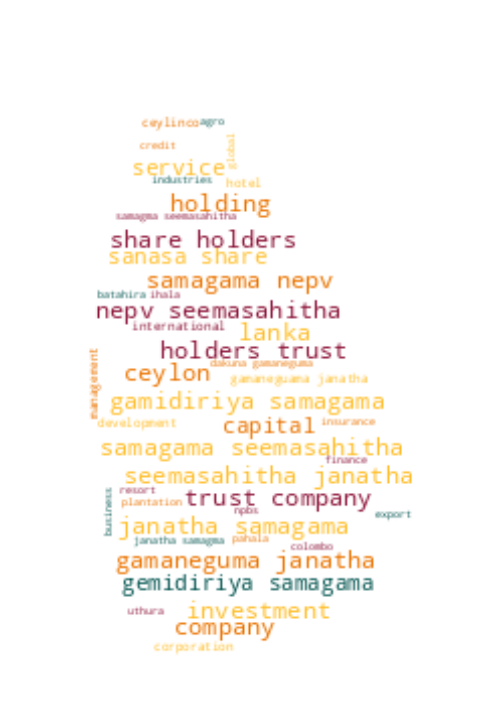 ceylinco agro
credit
global
service
industries
hotel
holding
samagma seemasahitha
share holders
sanasa share
samagama nepv
batahira ihala
nepv seemasahitha
international lanka
holders trust
dakuna gamaneguma
ceylon
gamaneguama janatha
management
gamidiriya samagama
development
capital insurance
samagama seemasahitha
finance
seemasahitha janatha
resort
trust company
plantation
npbs
business
export
janatha samagama
janatha samagma pahala
colombo
gamaneguma janatha
gemidiriya samagama
uthura investment
company
corporation